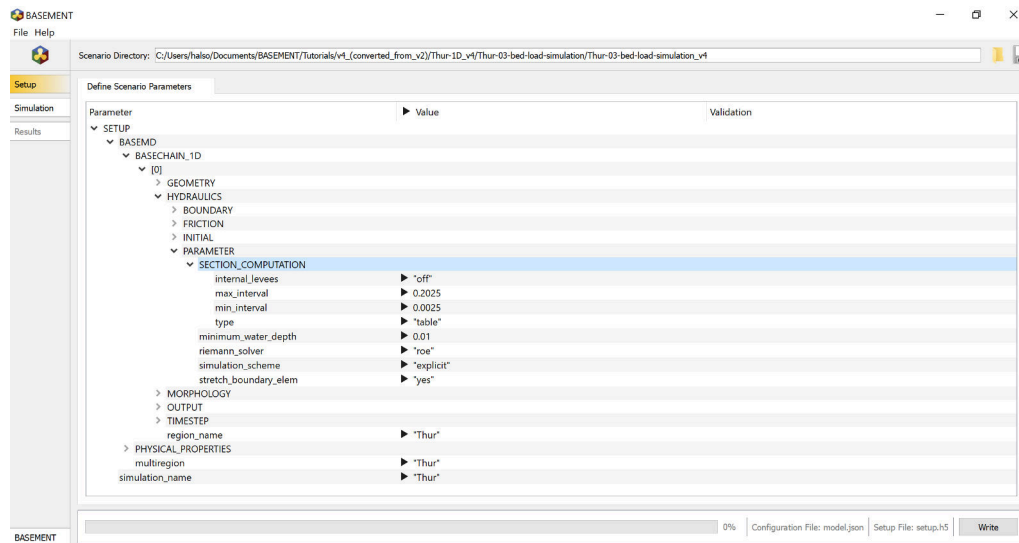 BASEMENT
File Help
Scenario Directory: C:/Users/halso/Documents/BASEMENT/Tutorials/v4_(converted_from_v2)/Thur-1D_v4/Thur-03-bed-load-simulation/Thur-03-bed-load-simulation_v4
Setup
Simulation
Results
Define Scenario Parameters
Parameter Value Validation
SETUP
BASEMD
BASECHAIN_1D
[0]
GEOMETRY
HYDRAULICS
BOUNDARY
FRICTION
INITIAL
PARAMETER
SECTION_COMPUTATION
internal_levees "off"
max_interval 0.2025
min_interval 0.0025
type "table"
minimum_water_depth 0.01
riemann_solver "roe"
simulation_scheme "explicit"
stretch_boundary_elem "yes"
MORPHOLOGY
OUTPUT
TIMESTEP
region_name "Thur"
PHYSICAL_PROPERTIES
multiregion "Thur"
simulation_name "Thur"
0% Configuration File: model.json Setup File: setup.h5 Write
BASEMENT